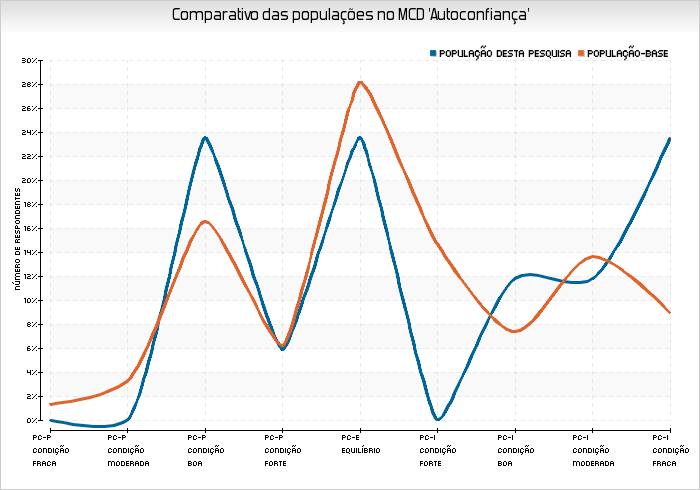 Comparativo das populações no MCD 'Autoconfiança'
POPULAÇÃO DESTA PESQUISA POPULAÇÃO-BASE
NÚMERO DE RESPONDENTES
30%
28%
26%
24%
22%
20%
18%
16%
14%
12%
10%
8%
6%
4%
2%
0%
PC-P PC-P PC-P PC-P PC-E PC-I PC-I PC-I PC-I
CONDIÇÃO CONDIÇÃO CONDIÇÃO CONDIÇÃO EQUILÍBRIO CONDIÇÃO CONDIÇÃO CONDIÇÃO CONDIÇÃO
FRACA MODERADA BOA FORTE FORTE BOA MODERADA FRACA